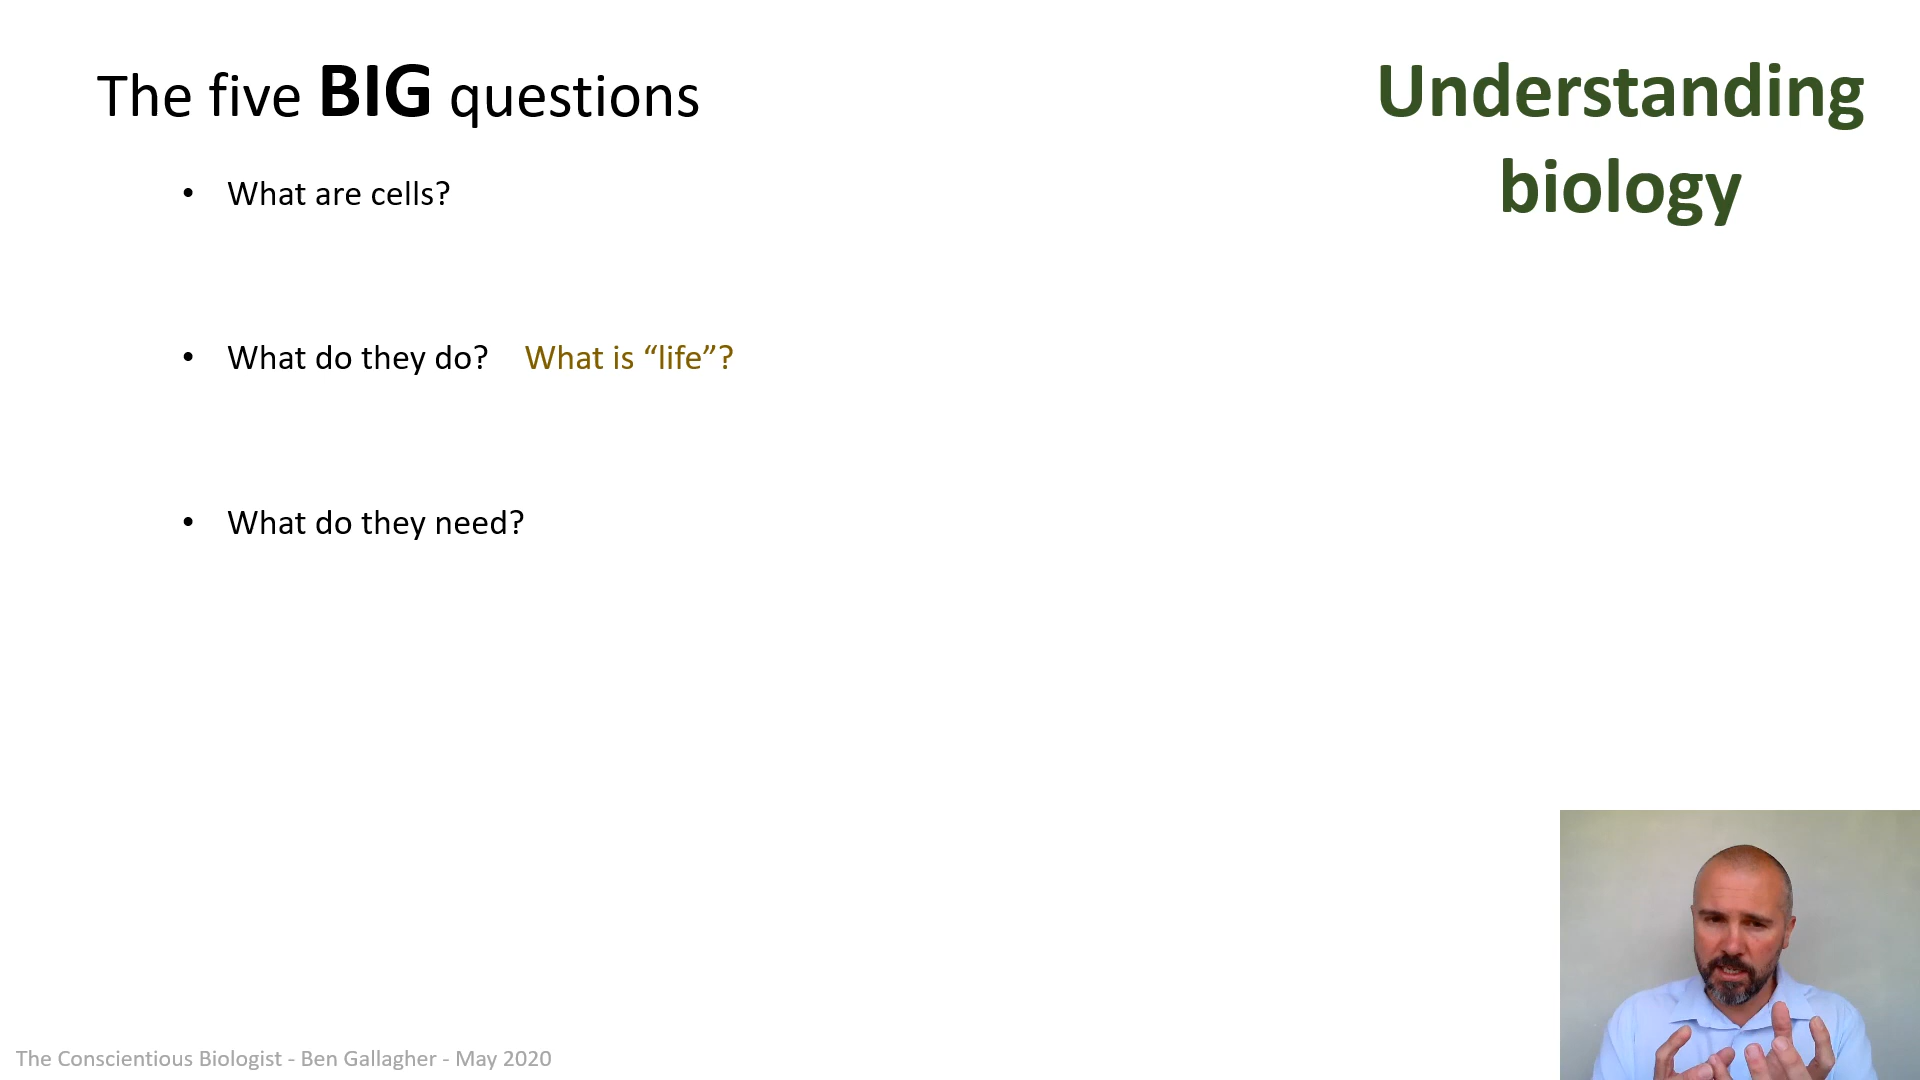 The five BIG questions
Understanding
biology
• What are cells?
• What do they do? What is “life”?
• What do they need?
The Conscientious Biologist - Ben Gallagher - May 2020